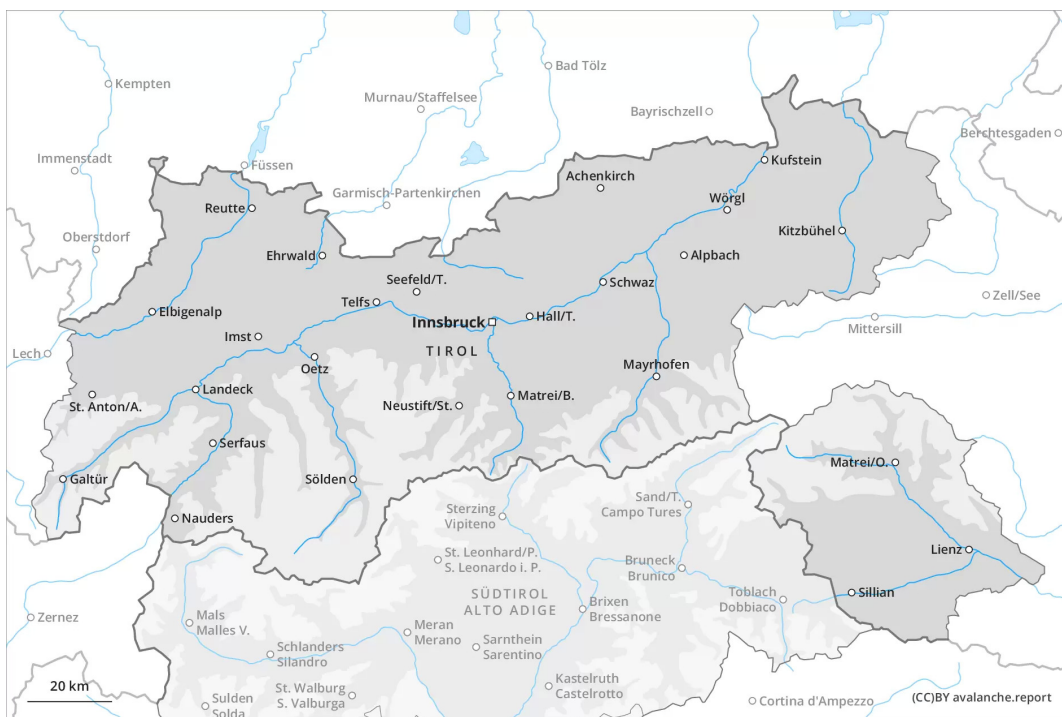 Kempten
Bad Tölz
Murnau/Staffelsee
Bayrischzell
Berchtesgaden
Immenstadt
Füssen
Kufstein
Achenkirch
Garmisch-Partenkirchen
Wörgl
Reutte
Kitzbühel
Oberstdorf
Ehrwald
Alpbach
Seefeld/T.
Schwaz
Zell/See
Telfs
Elbigenalp
Hall/T.
Mittersill
Innsbruck
Imst
TIROL
Lech
Oetz
Mayrhofen
Landeck
Matrei/B.
St. Anton/A.
Neustift/St.
Serfaus
Matrei/O.
Galtür
Sölden
Sand/T.
Campo Tures
Sterzing
Vipiteno
Nauders
Lienz
St. Leonhard/P.
S. Leonardo i. P.
Bruneck
Brunico
SÜDTIROL
ALTO ADIGE
Toblach
Dobbiaco
Sillian
Brixen
Bressanone
Zernez
Mals
Malles V.
Meran
Merano
Sarnthein
Sarentino
Schlanders
Silandro
Kastelruth
Castelrotto
20 km
St. Walburg
S. Valburga
Sulden
Solda
Cortina d'Ampezzo
(CC)BY avalanche.report